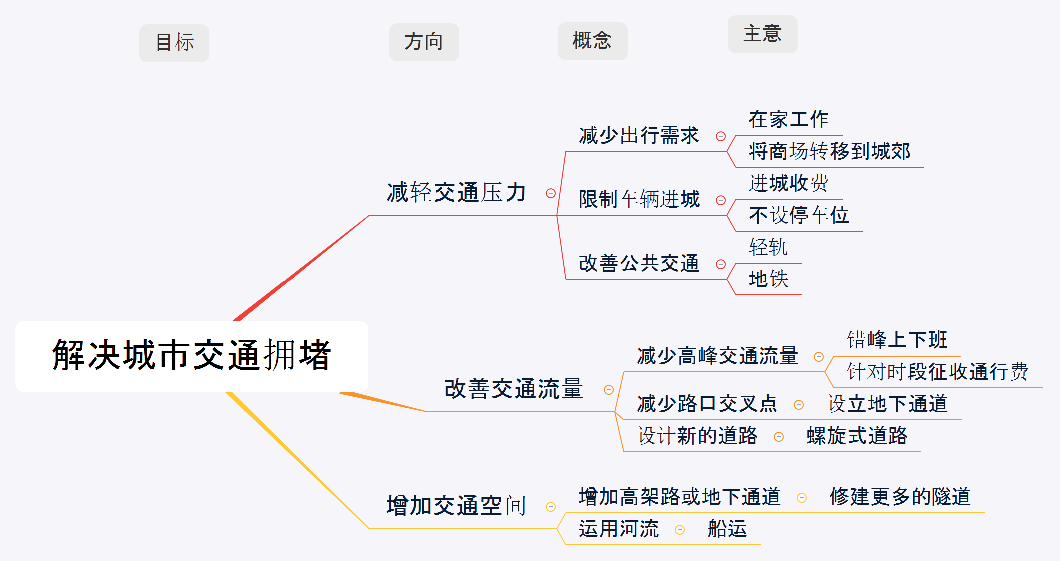 目标
方向
概念
主意
解决城市交通拥堵
减轻交通压力
减少出行需求
在家工作
将商场转移到城郊
限制车辆进城
进城收费
不设停车位
改善公共交通
轻轨
地铁
改善交通流量
减少高峰交通流量
错峰上下班
针对时段征收通行费
减少路口交叉点
设立地下通道
设计新的道路
螺旋式道路
增加交通空间
增加高架路或地下通道
修建更多的隧道
运用河流
船运